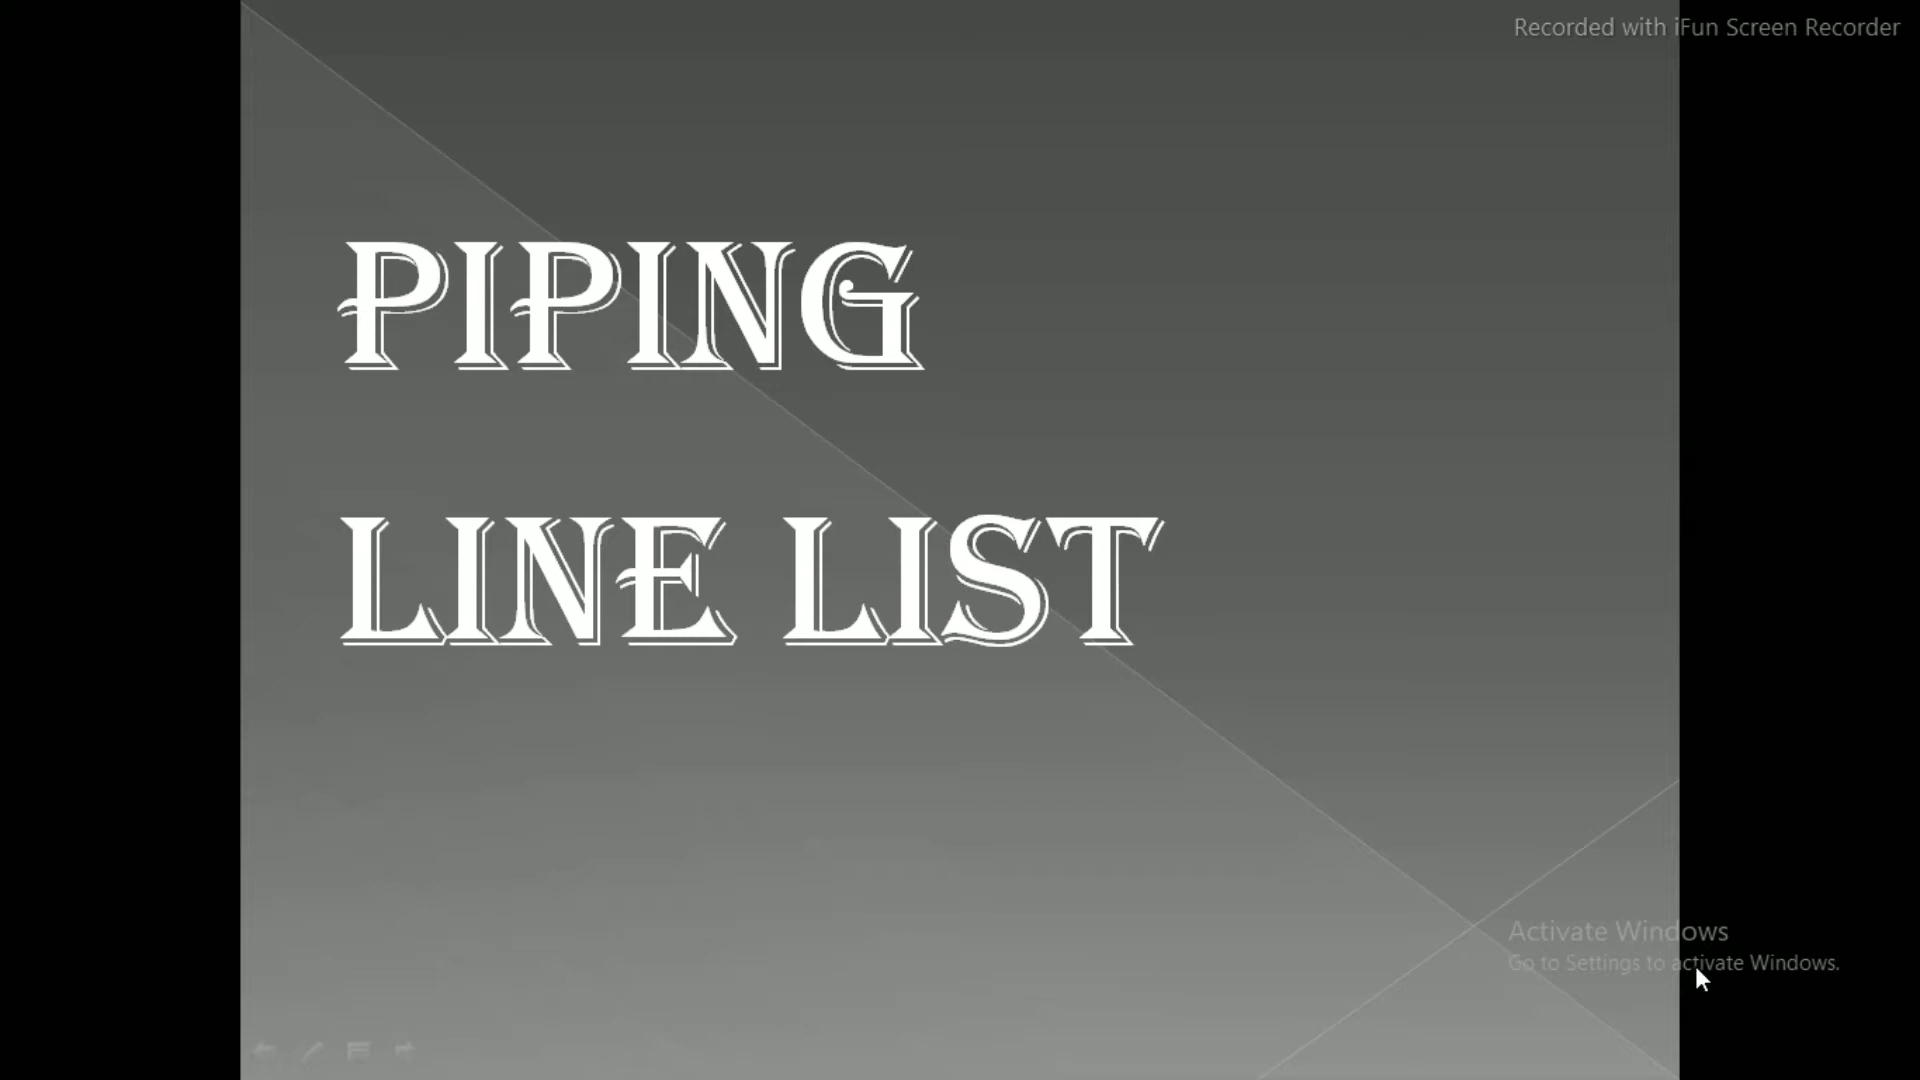 Recorded with iFun Screen Recorder
PIPING
LINE LIST
Activate Windows
Go to Settings to activate Windows.